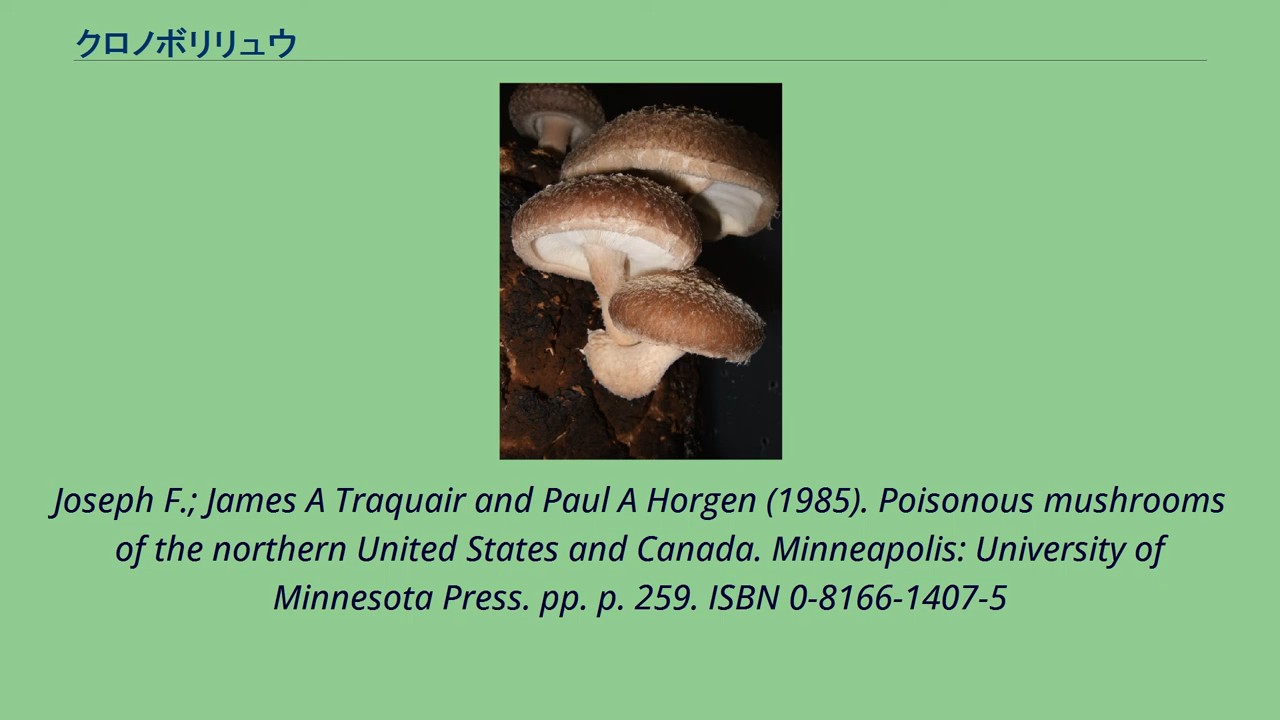 クロノボリリュウ
Joseph F.; James A Traquair and Paul A Horgen (1985). Poisonous mushrooms
of the northern United States and Canada. Minneapolis: University of
Minnesota Press. pp. p. 259. ISBN 0-8166-1407-5